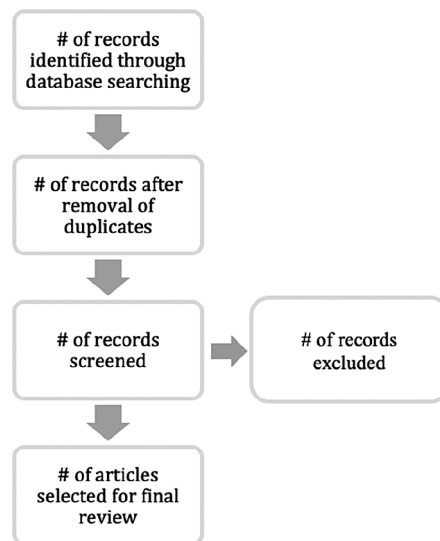 # of records
identified through
database searching
# of records after
removal of
duplicates
# of records
screened
# of records
excluded
# of articles
selected for final
review